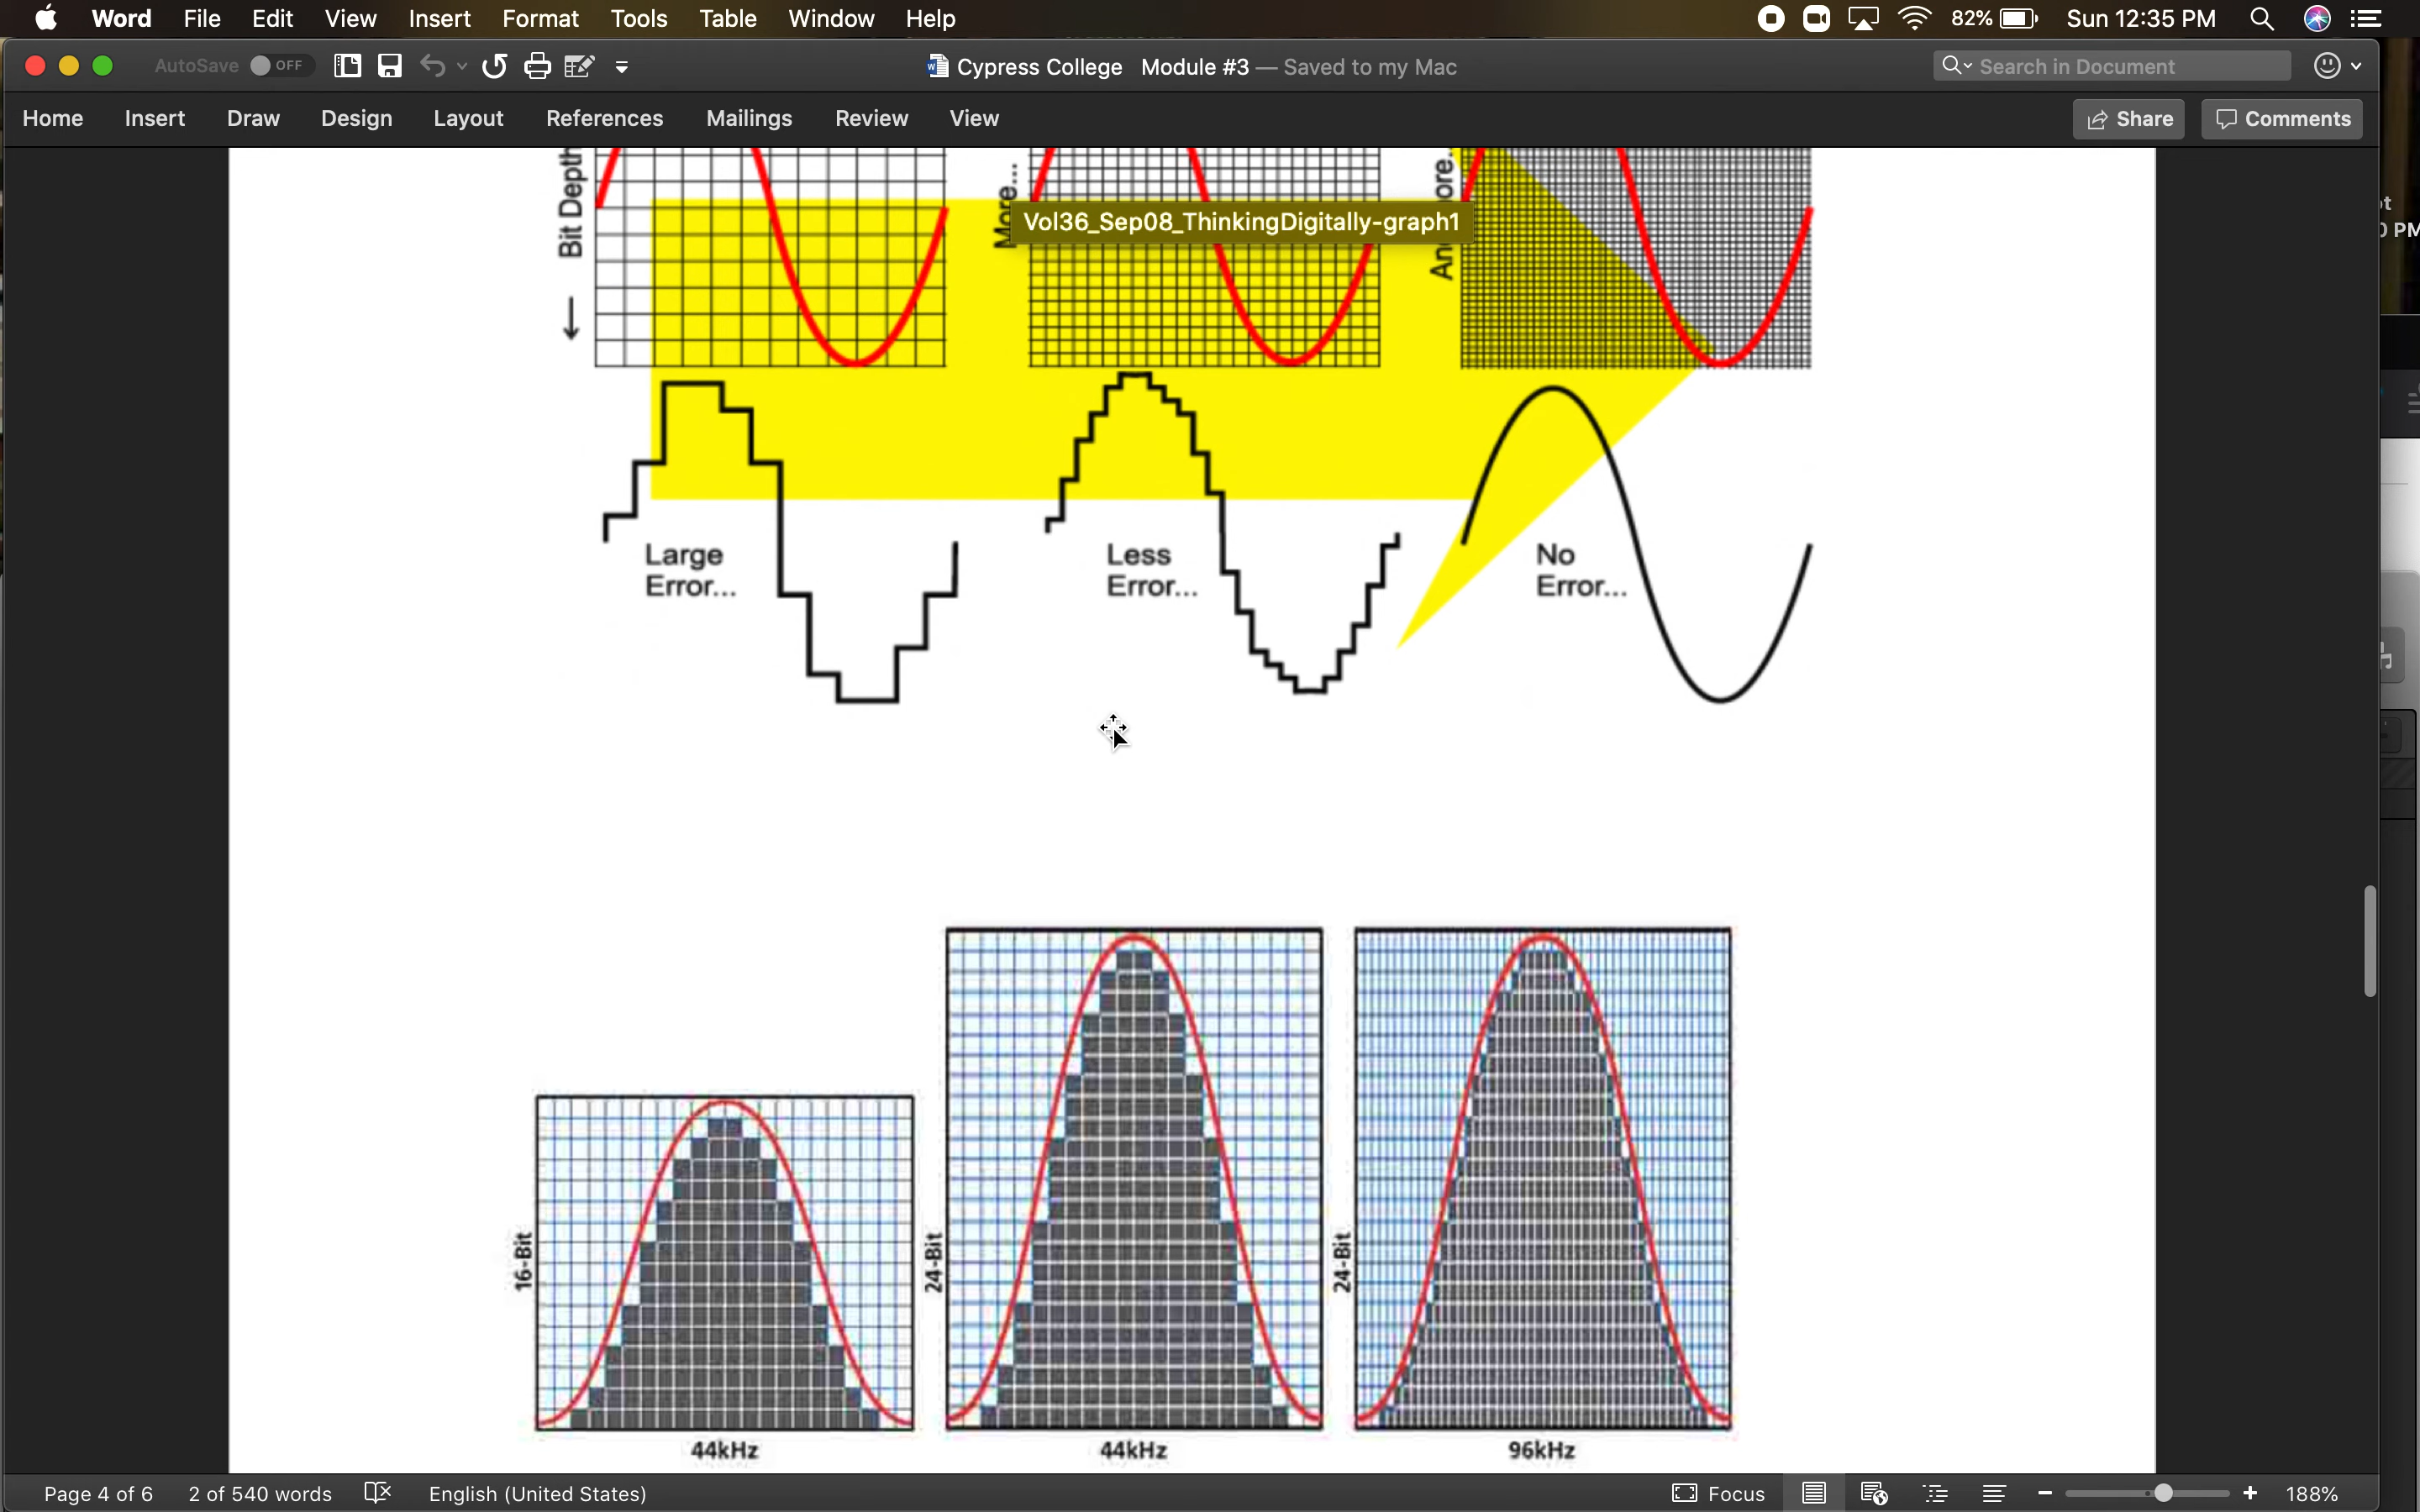 Word File Edit View Insert Format Tools Table Window Help 82% Sun 12:35 PM
AutoSave OFF Cypress College Module #3 — Saved to my Mac Search in Document
Home Insert Draw Design Layout References Mailings Review View Share Comments
Bit Depth
More...
Vol36_Sep08_ThinkingDigitally-graph1
Large
Error...
Less
Error...
No
Error...
16-Bit
24-Bit
24-Bit
44kHz
44kHz
96kHz
Page 4 of 6 2 of 540 words English (United States) Focus 188%